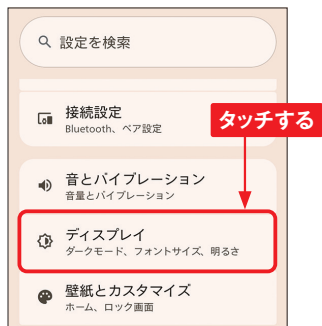 設定を検索
接続設定
Bluetooth、ペア設定
タッチする
音とバイブレーション
音量とバイブレーション
ディスプレイ
ダークモード、フォントサイズ、明るさ
壁紙とカスタマイズ
ホーム、ロック画面